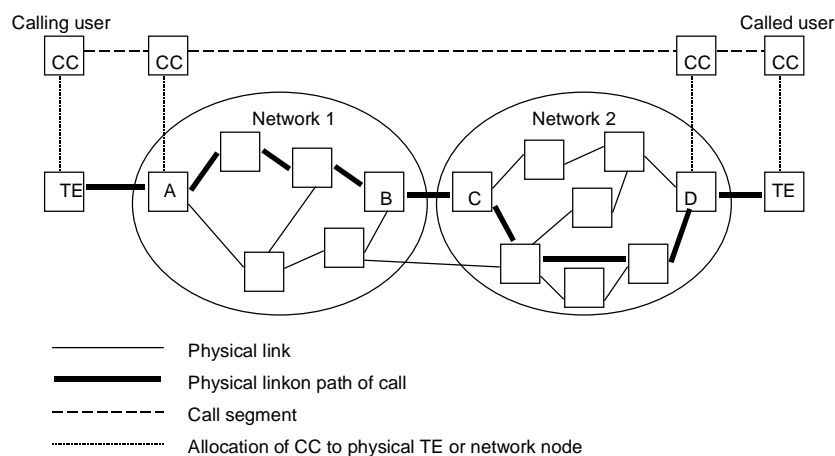 Calling user
Called user
CC
CC
CC
CC
Network 1
Network 2
TE
A
B
C
D
TE
Physical link
Physical linkon path of call
Call segment
Allocation of CC to physical TE or network node